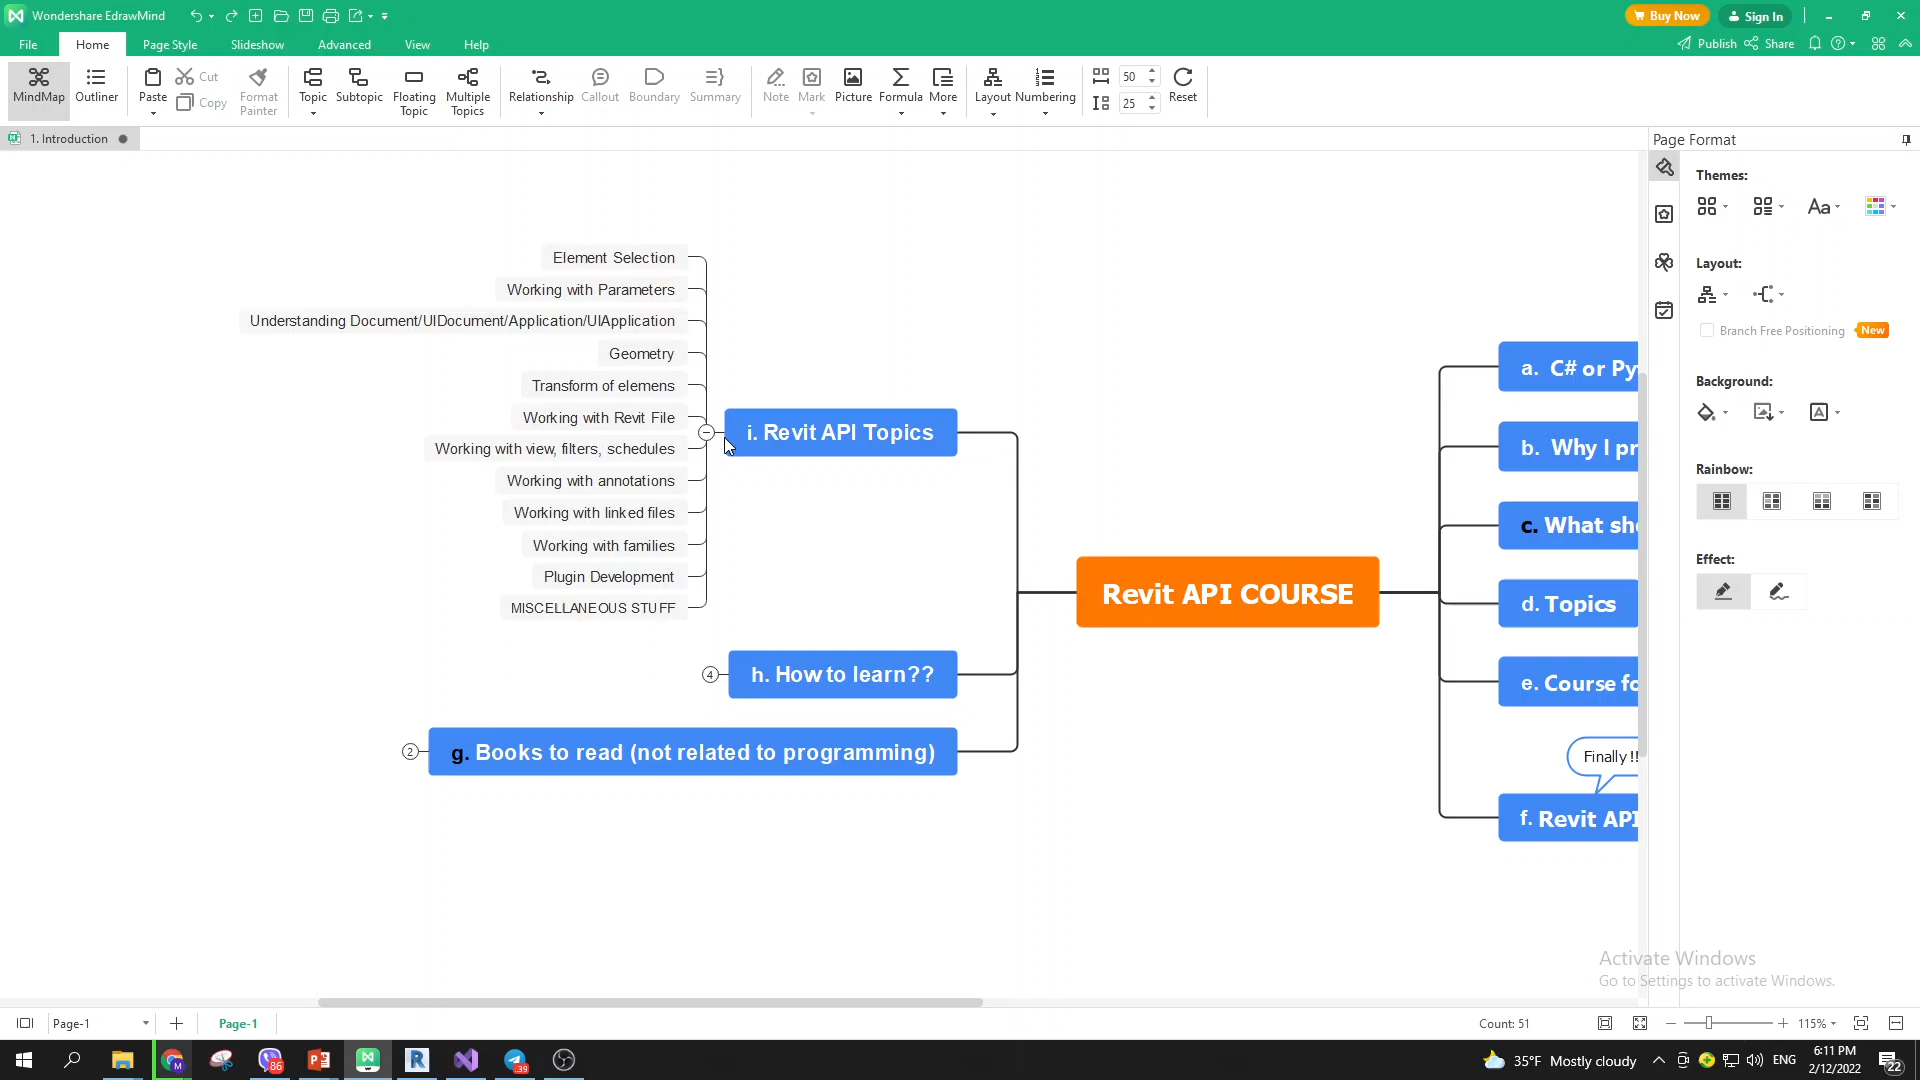 Wondershare EdrawMind
Buy Now
Sign In
File
Home
Page Style
Slideshow
Advanced
View
Help
Publish
Share
MindMap
Outliner
Paste
Cut
Copy
Format
Painter
Topic
Subtopic
Floating
Topic
Multiple
Topics
Relationship
Callout
Boundary
Summary
Note
Mark
Picture
Formula
More
Layout
Numbering
50
25
Reset
1. Introduction
Page Format
Themes:
Aa
Layout:
Branch Free Positioning
New
Background:
Rainbow:
Effect:
Element Selection
Working with Parameters
Understanding Document/UIDocument/Application/UIApplication
Geometry
Transform of elemens
Working with Revit File
Working with view, filters, schedules
Working with annotations
Working with linked files
Working with families
Plugin Development
MISCELLANEOUS STUFF
i. Revit API Topics
4
h. How to learn??
2
g. Books to read (not related to programming)
Revit API COURSE
a. C# or Py
b. Why I pr
c. What sh
d. Topics
e. Course fo
Finally !!
f. Revit API
Activate Windows
Go to Settings to activate Windows.
Page-1
Page-1
Count: 51
115%
86
39
35°F Mostly cloudy
ENG
6:11 PM
2/12/2022
22